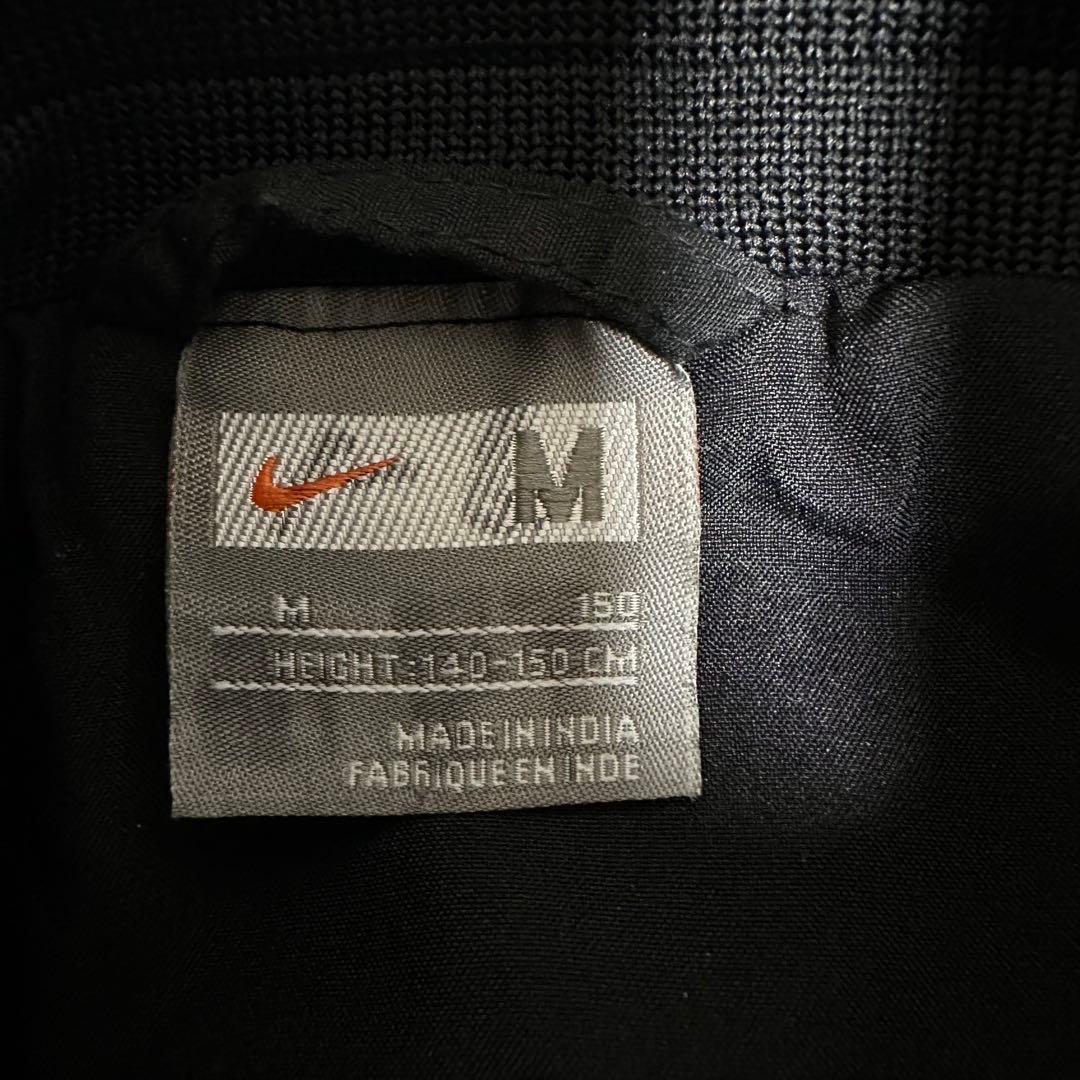 M
M 150
HEIGHT: 140-150 CM
MADE IN INDIA
FABRIQUE EN INDE